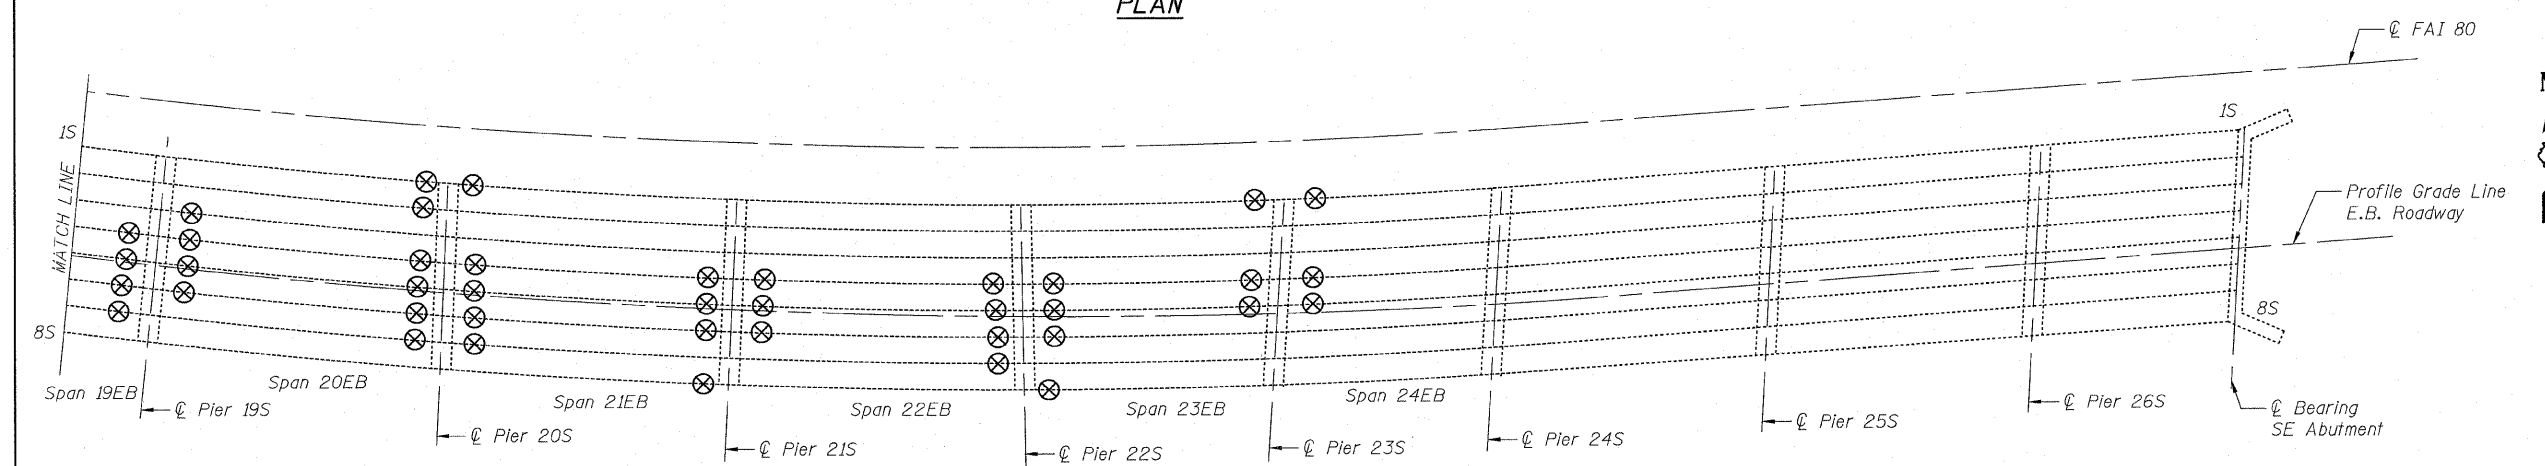 PLAN
℄ FAI 80
1S
1S
MATCH LINE
Profile Grade Line
E.B. Roadway
8S
8S
Span 19EB
Span 20EB
Span 21EB
Span 22EB
Span 23EB
Span 24EB
℄ Pier 19S
℄ Pier 20S
℄ Pier 21S
℄ Pier 22S
℄ Pier 23S
℄ Pier 24S
℄ Pier 25S
℄ Pier 26S
℄ Bearing
SE Abutment